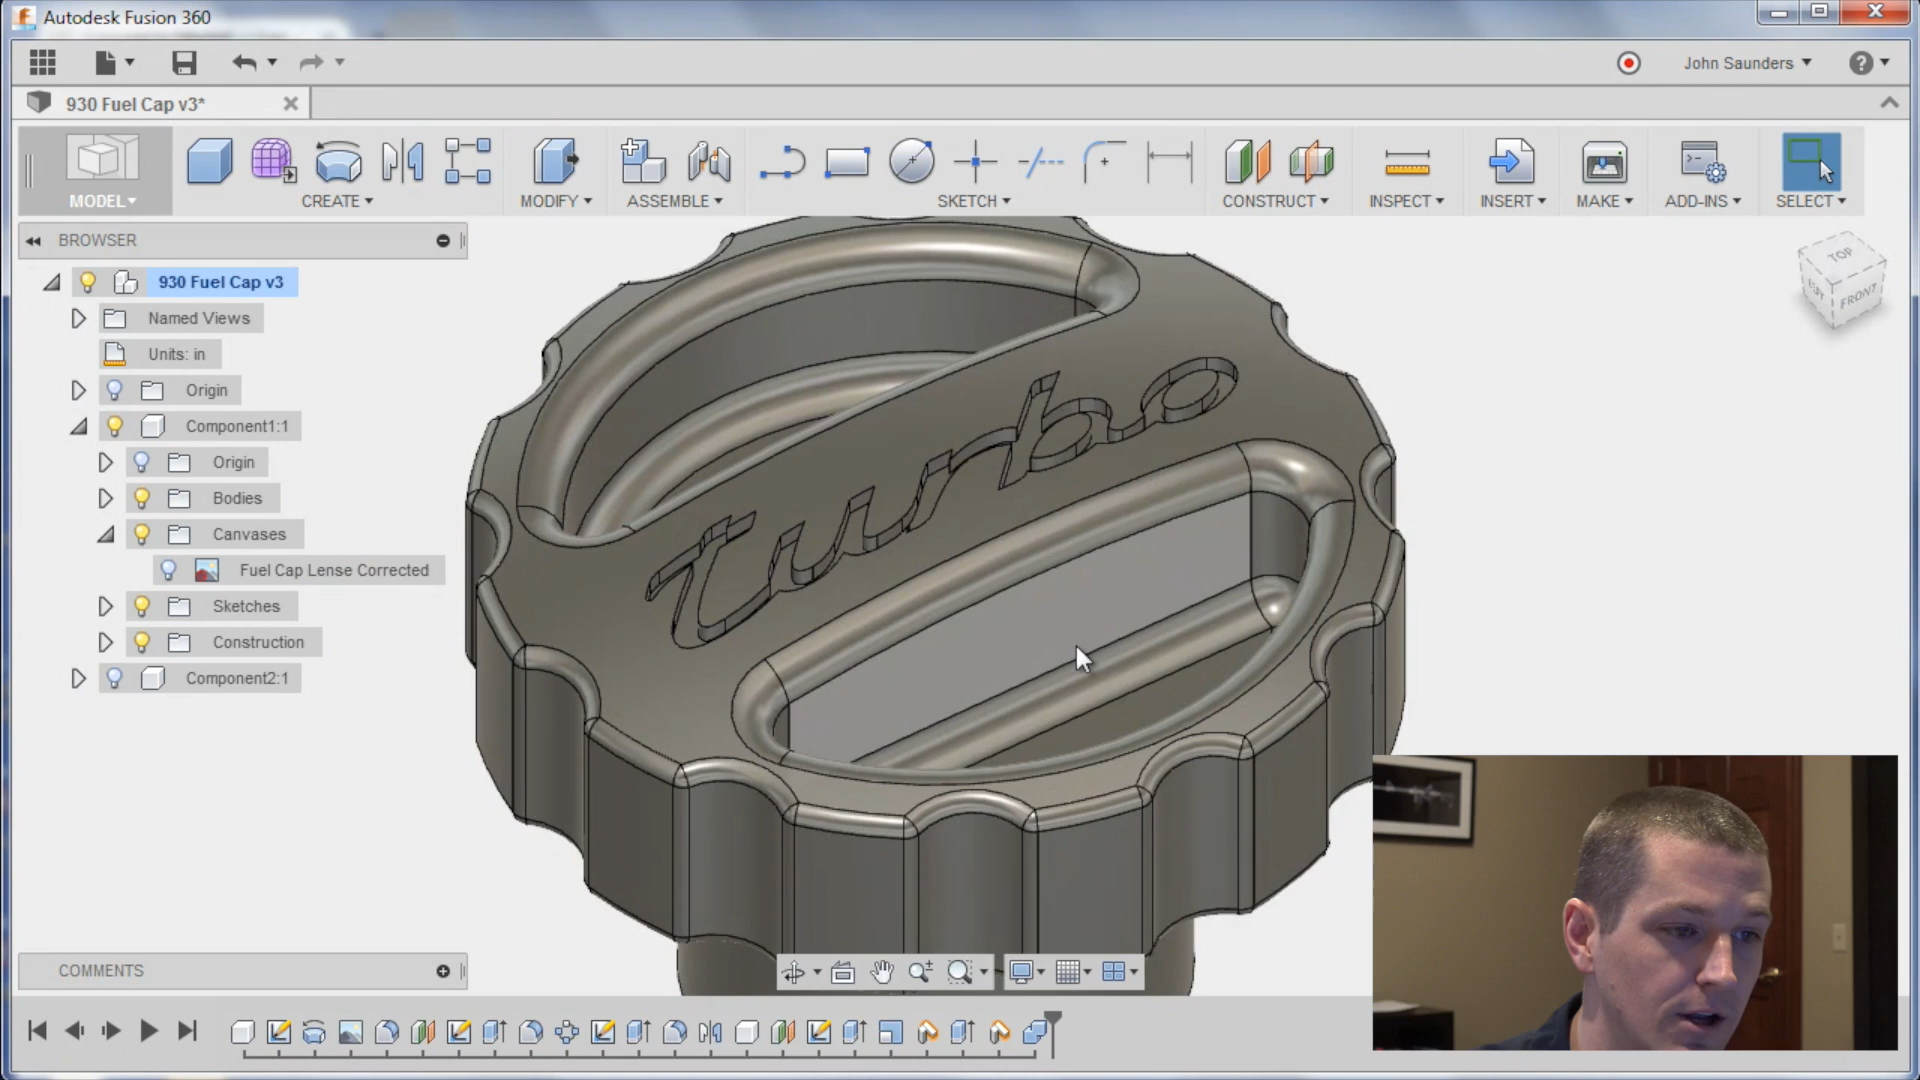 Autodesk Fusion 360
John Saunders
930 Fuel Cap v3*
MODEL CREATE MODIFY ASSEMBLE SKETCH CONSTRUCT INSPECT INSERT MAKE ADD-INS SELECT
BROWSER
930 Fuel Cap v3
Named Views
Units: in
Origin
Component1:1
Origin
Bodies
Canvases
Fuel Cap Lense Corrected
Sketches
Construction
Component2:1
TOP
LEFT FRONT
turbo
COMMENTS